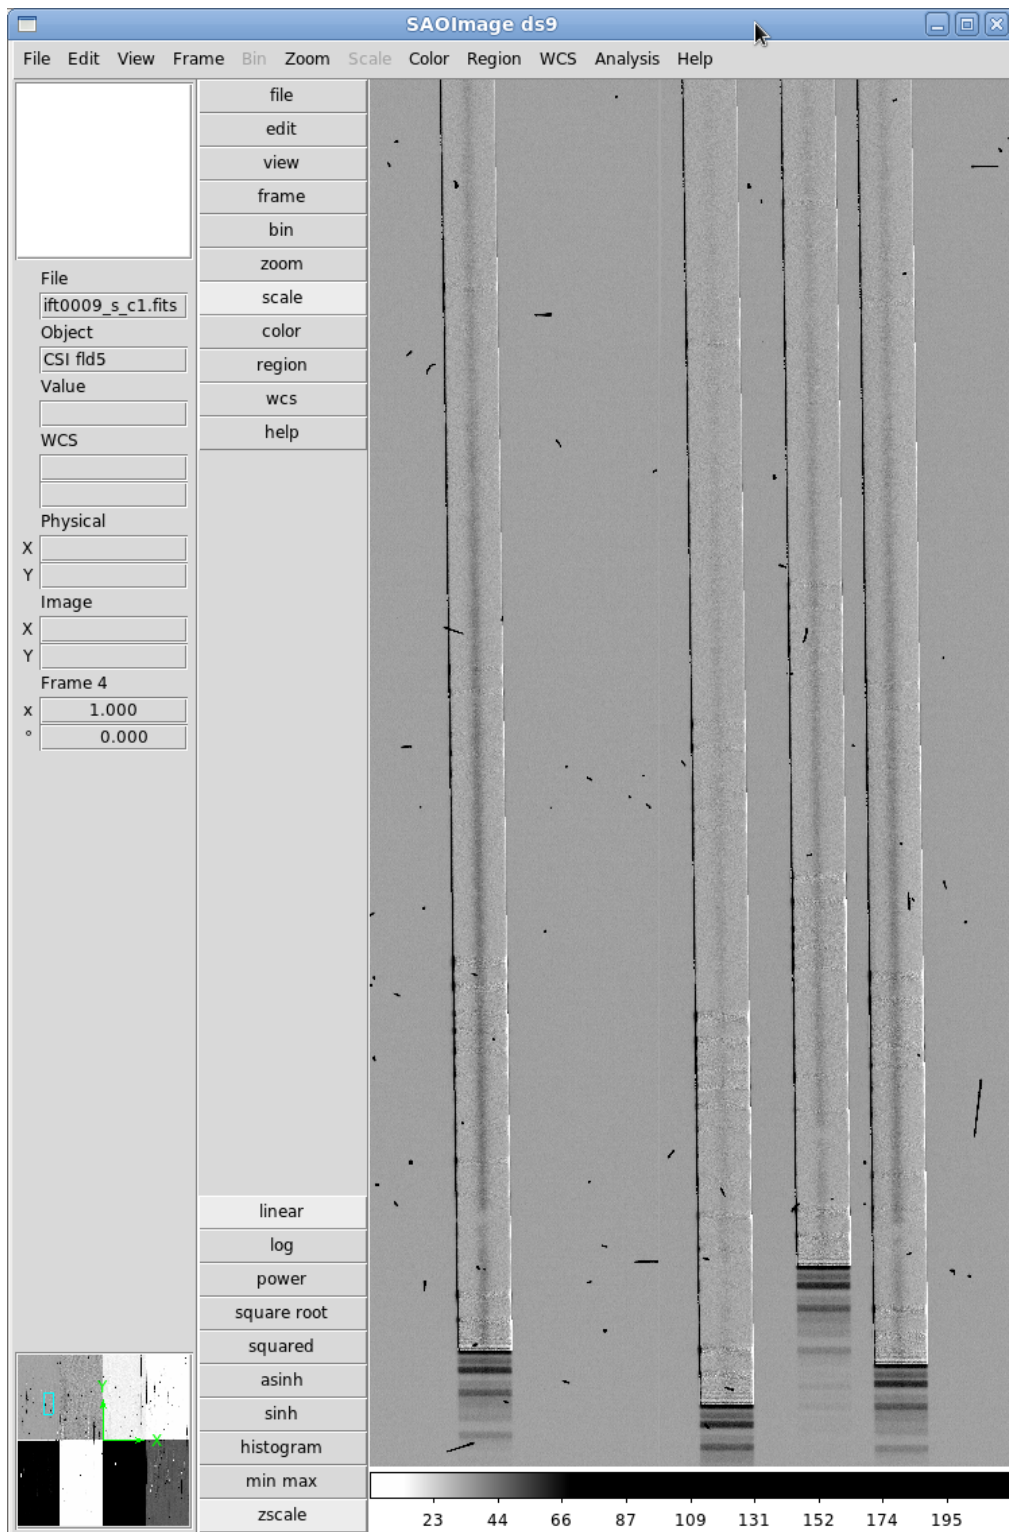 SAOImage ds9
File Edit View Frame Bin Zoom Scale Color Region WCS Analysis Help
File
ift0009_s_c1.fits
Object
CSI fld5
Value
WCS
Physical
X
Y
Image
X
Y
Frame 4
x 1.000
° 0.000
file
edit
view
frame
bin
zoom
scale
color
region
wcs
help
linear
log
power
square root
squared
asinh
sinh
histogram
min max
zscale
Y
X
23 44 66 87 109 131 152 174 195